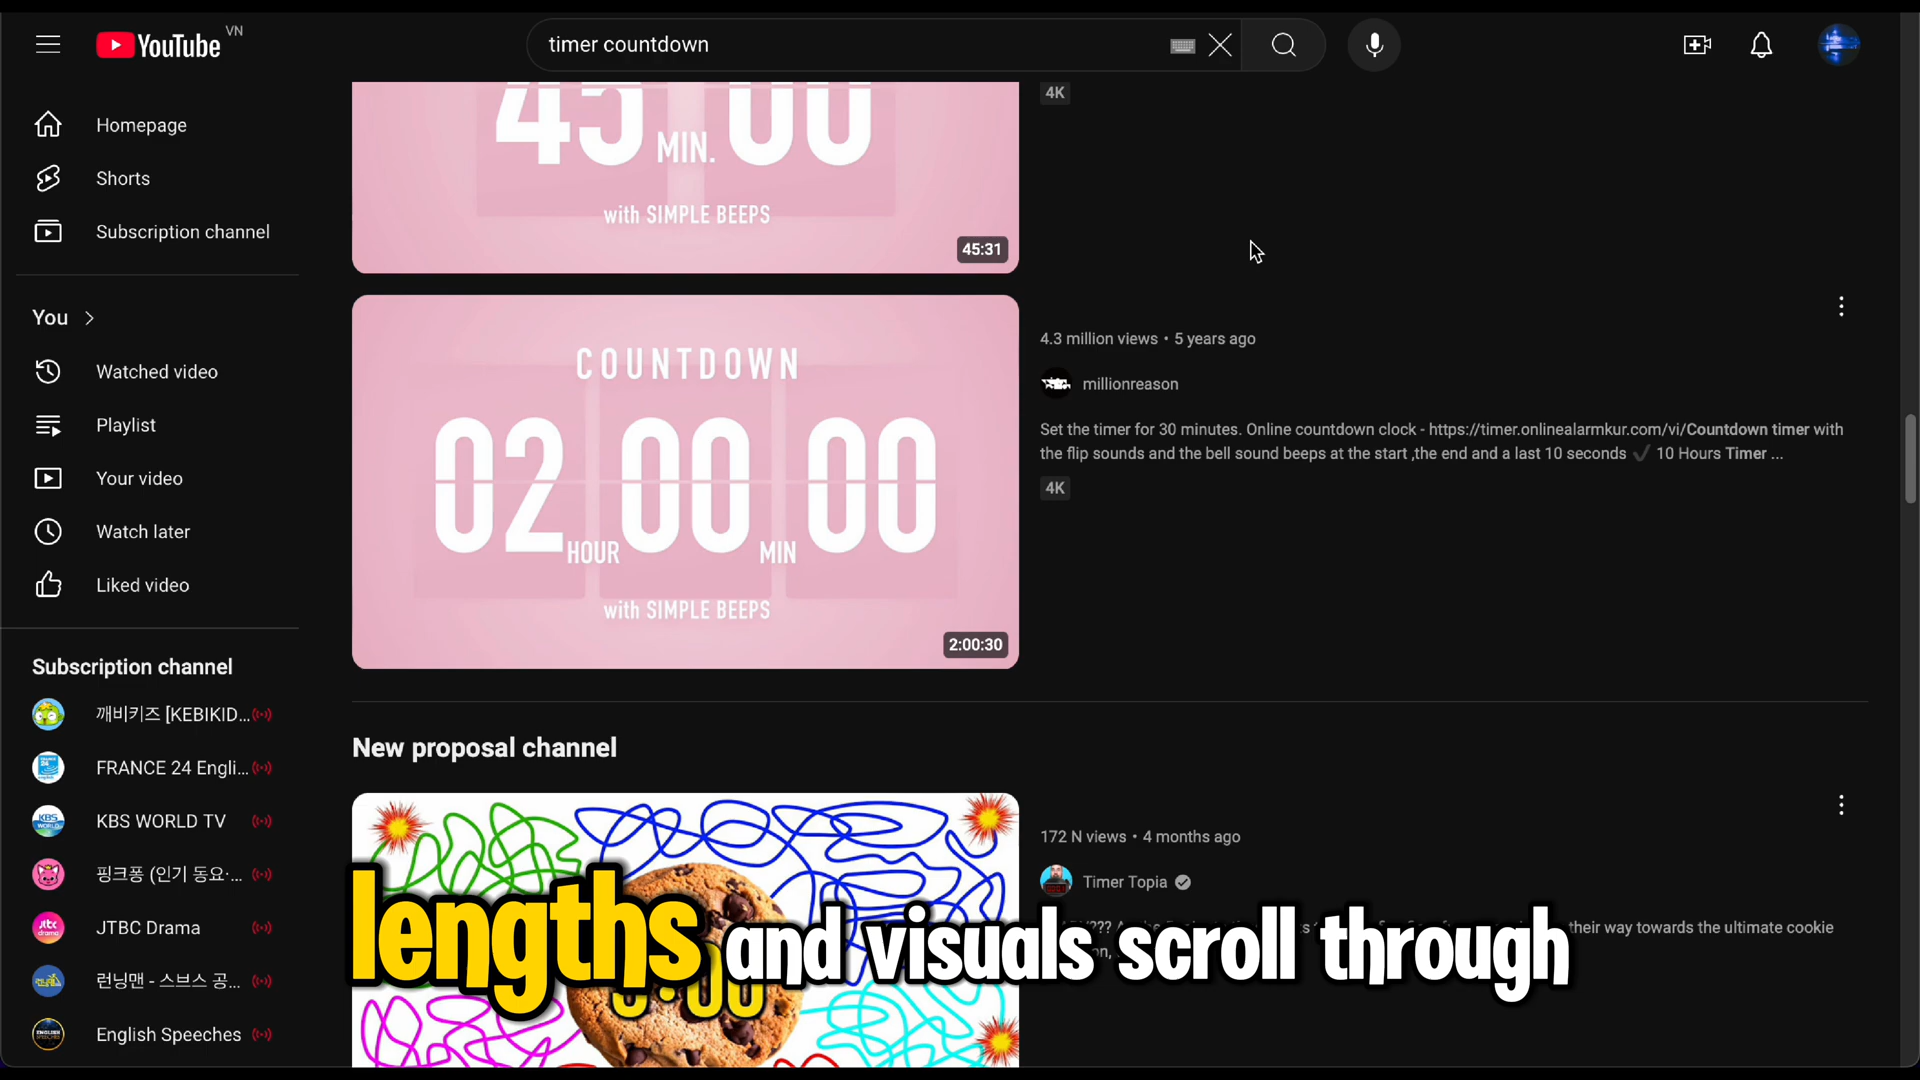 YouTube VN
timer countdown
Homepage
Shorts
Subscription channel
You
Watched video
Playlist
Your video
Watch later
Liked video
Subscription channel
깨비키즈 [KEBIKID...
FRANCE 24 Engli...
KBS WORLD TV
핑크퐁 (인기 동요·...
JTBC Drama
런닝맨 - 스브스 공...
English Speeches
45 MIN. 00
with SIMPLE BEEPS
45:31
4K
COUNTDOWN
02 HOUR 00 MIN 00
with SIMPLE BEEPS
2:00:30
4.3 million views • 5 years ago
millionreason
Set the timer for 30 minutes. Online countdown clock - https://timer.onlinealarmkur.com/vi/Countdown timer with
the flip sounds and the bell sound beeps at the start ,the end and a last 10 seconds ✓ 10 Hours Timer ...
4K
New proposal channel
172 N views • 4 months ago
Timer Topia
their way towards the ultimate cookie
lengths and visuals scroll through